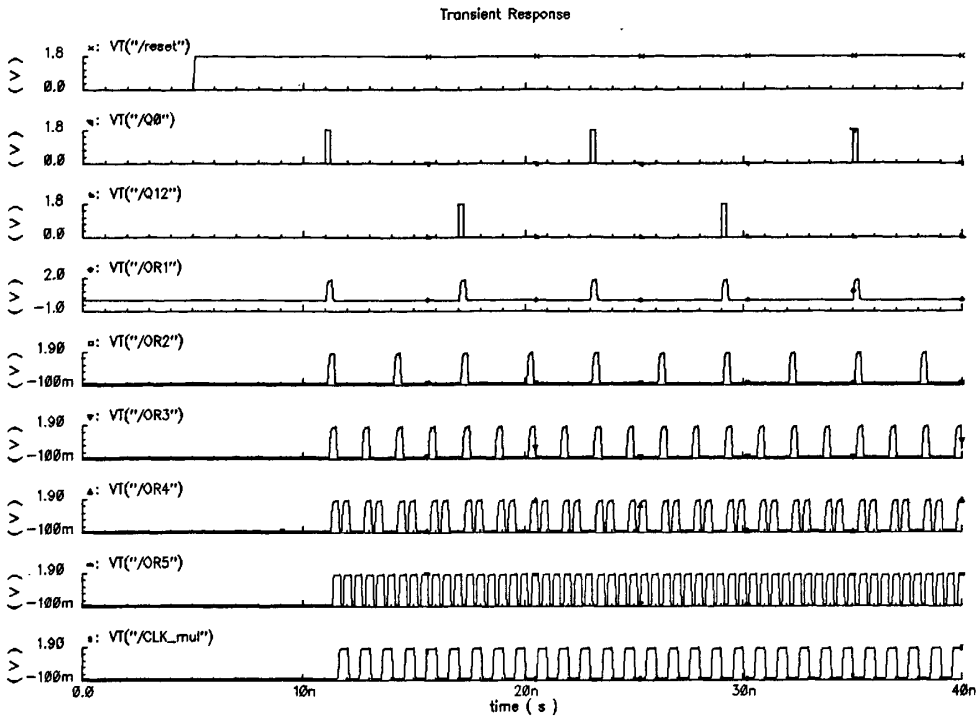 Transient Response
×: VT("/reset")
1.8
0.0
(V)
▾: VT("/Q0")
1.8
0.0
(V)
VT("/Q12")
1.8
0.0
(V)
◆: VT("/OR1")
2.0
-1.0
(V)
▫: VT("/OR2")
1.90
-100m
(V)
▾: VT("/OR3")
1.90
-100m
(V)
▴: VT("/OR4")
1.90
-100m
(V)
VT("/OR5")
1.90
-100m
(V)
VT("/CLK_mul")
1.90
-100m
(V)
0.0 10n 20n 30n 40n
time ( s )